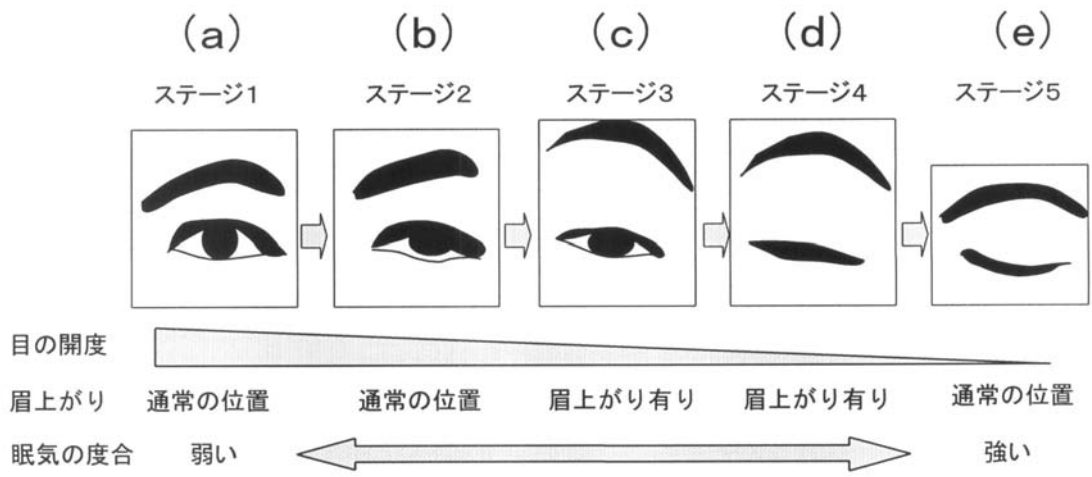 (a) (b) (c) (d) (e)
ステージ1 ステージ2 ステージ3 ステージ4 ステージ5
目の開度
眉上がり 通常の位置 通常の位置 眉上がり有り 眉上がり有り 通常の位置
眠気の度合 弱い 強い